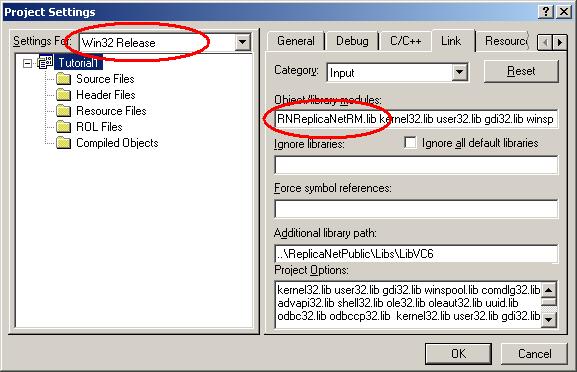 Project Settings
Settings For: Win32 Release
Tutorial1
Source Files
Header Files
Resource Files
ROL Files
Compiled Objects
General Debug C/C++ Link Resourc
Category: Input Reset
Object/library modules:
RNReplicaNetRM.lib kernel32.lib user32.lib gdi32.lib winsp
Ignore libraries: Ignore all default libraries
Force symbol references:
Additional library path:
..\ReplicaNetPublic\Libs\LibVC6
Project Options:
kernel32.lib user32.lib gdi32.lib winspool.lib comdlg32.lib
advapi32.lib shell32.lib ole32.lib oleaut32.lib uuid.lib
odbc32.lib odbccp32.lib kernel32.lib user32.lib gdi32.lib
OK Cancel